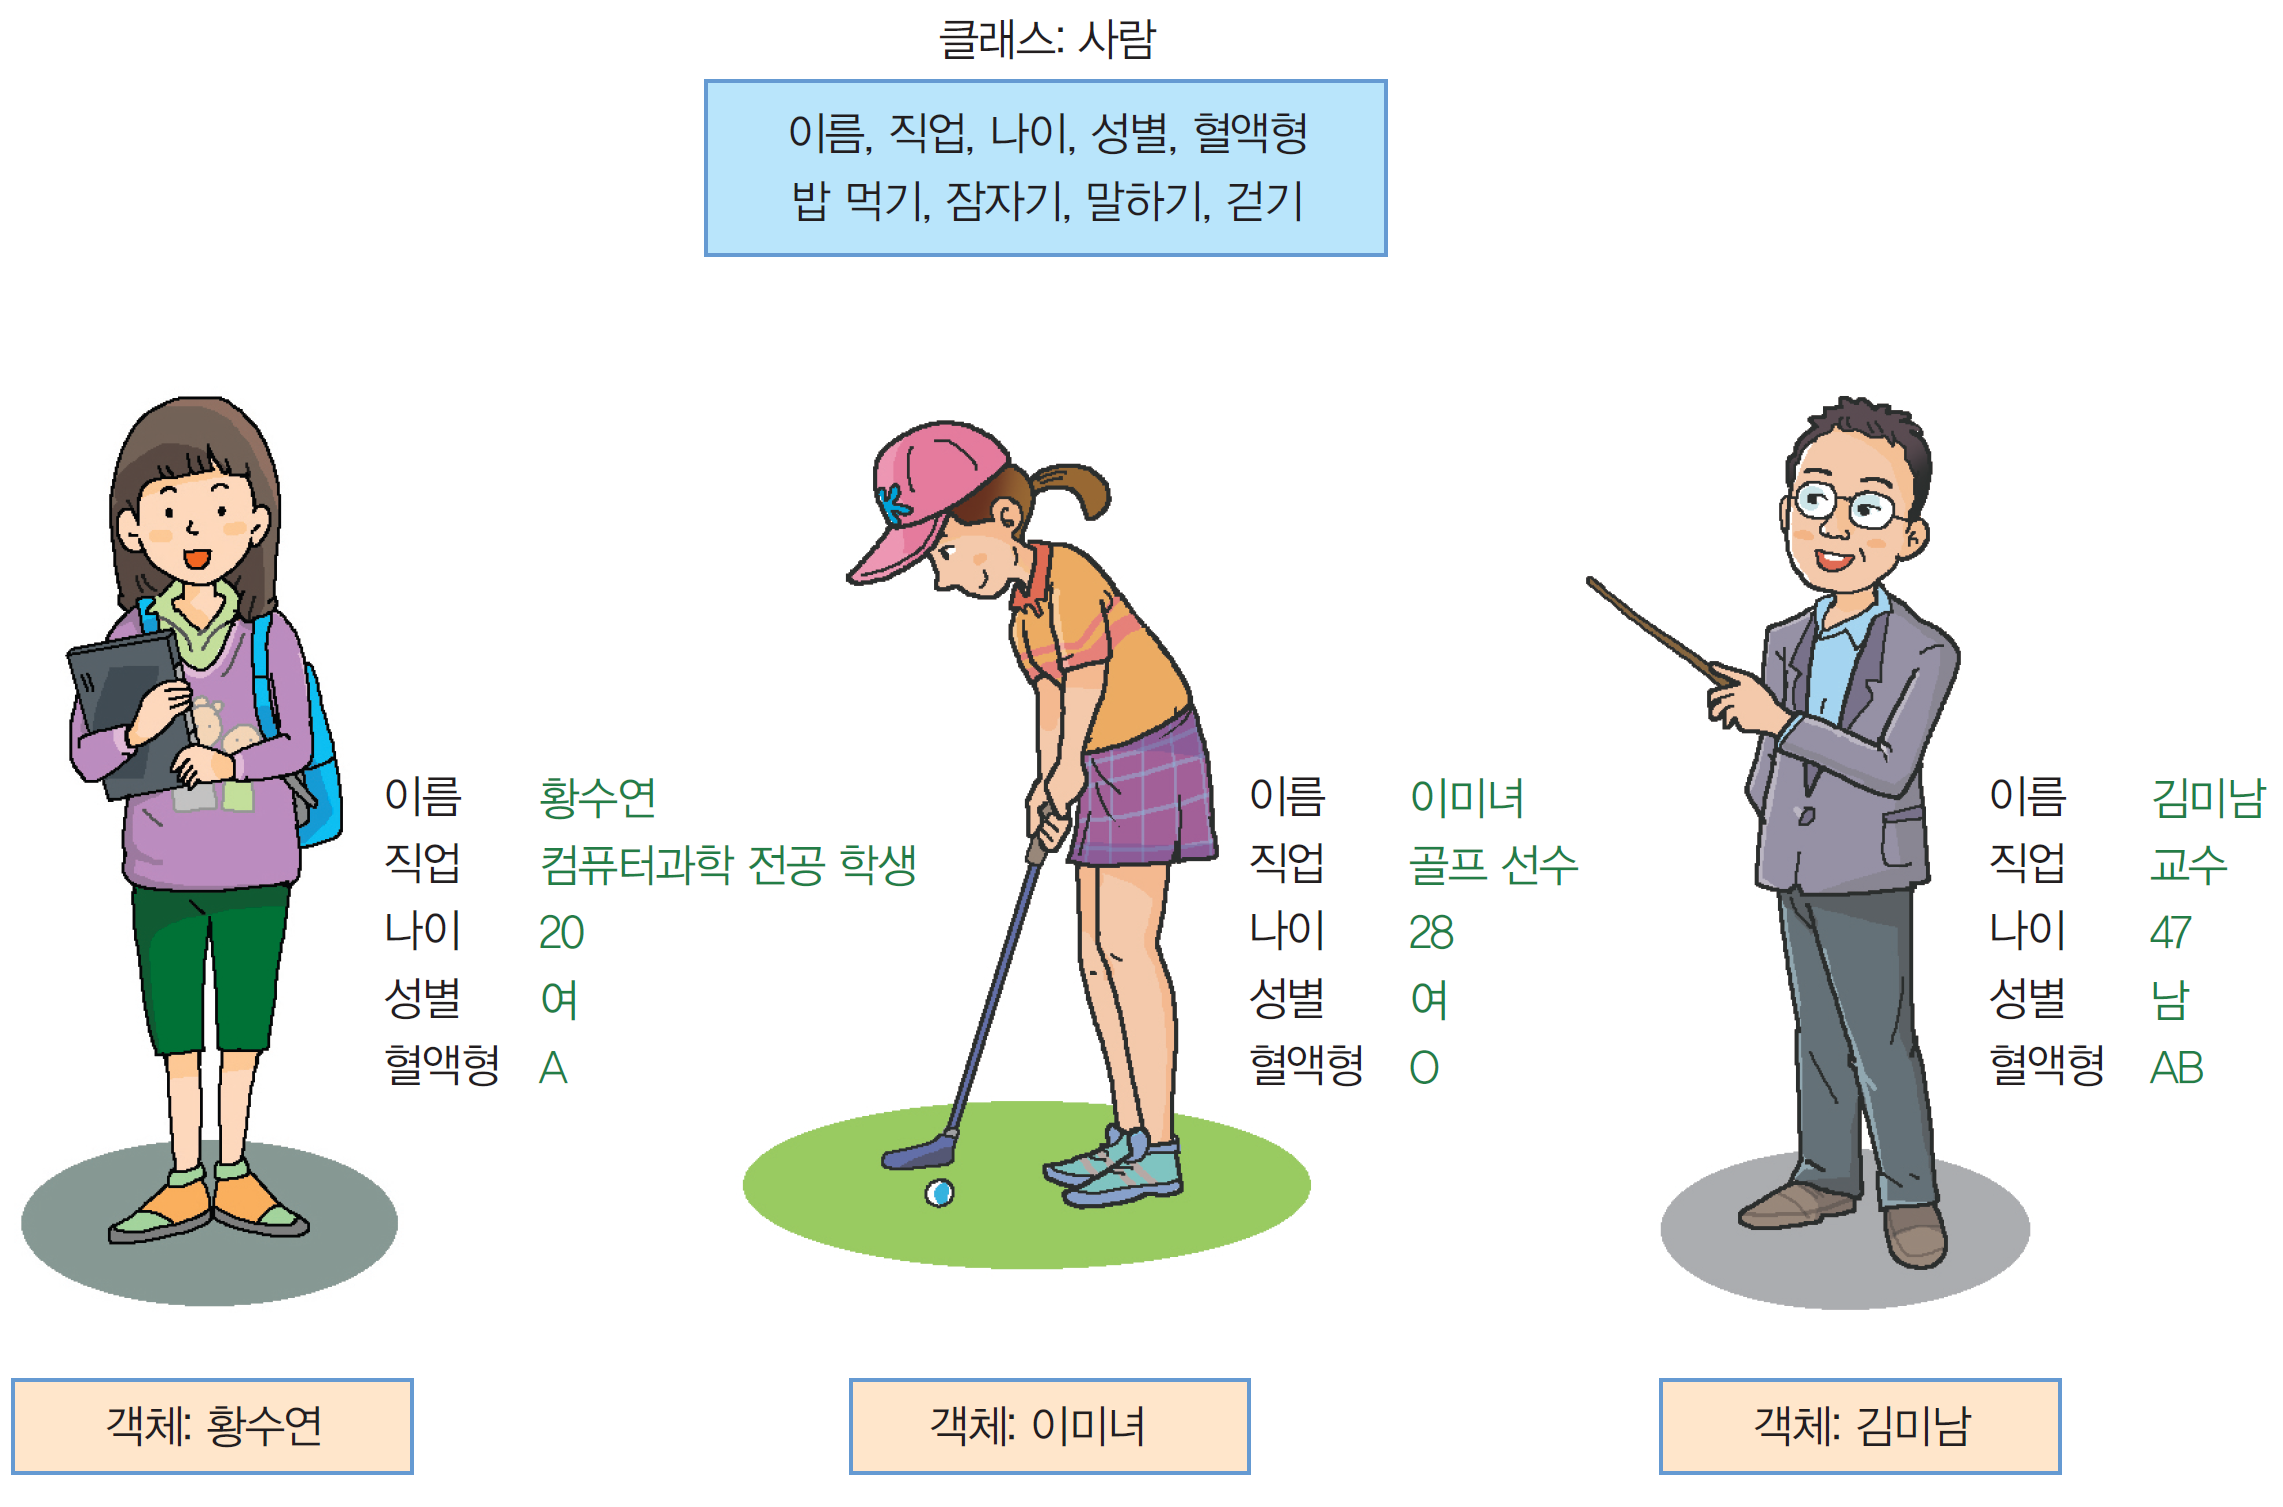 클래스: 사람
이름, 직업, 나이, 성별, 혈액형
밥 먹기, 잠자기, 말하기, 걷기
이름 황수연
직업 컴퓨터과학 전공 학생
나이 20
성별 여
혈액형 A
이름 이미녀
직업 골프 선수
나이 28
성별 여
혈액형 O
이름 김미남
직업 교수
나이 47
성별 남
혈액형 AB
객체: 황수연
객체: 이미녀
객체: 김미남